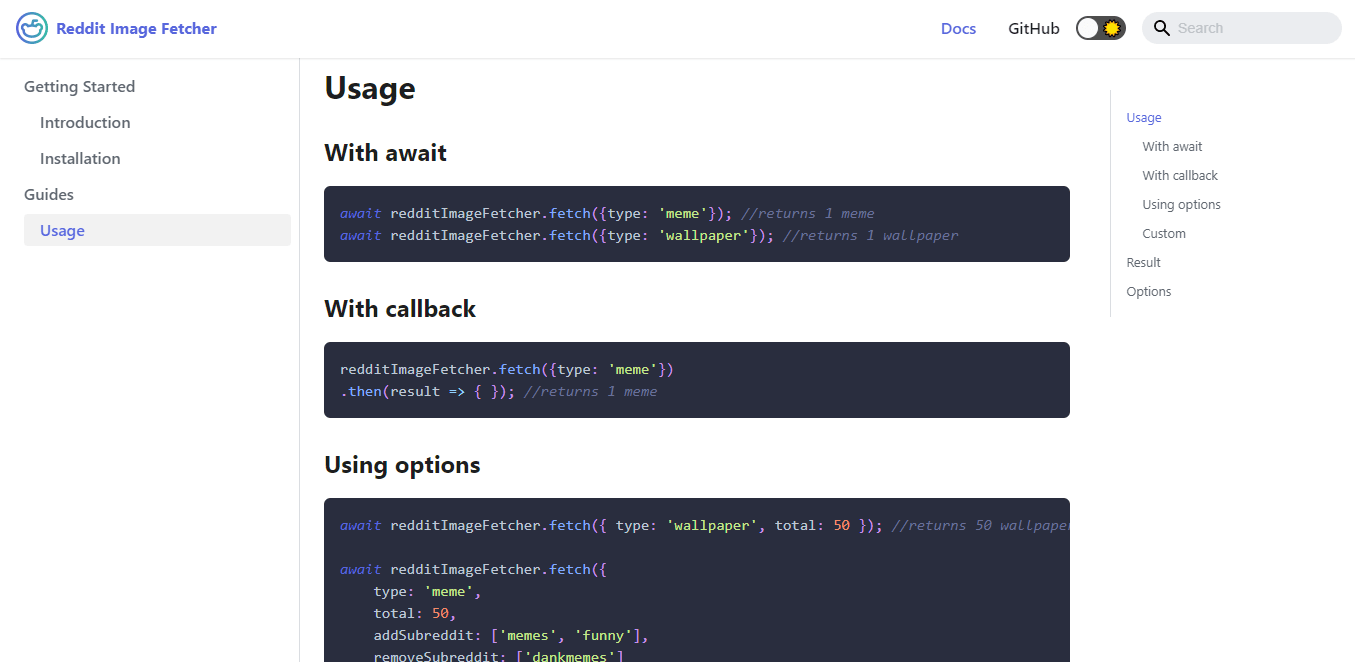 Reddit Image Fetcher
Docs
GitHub
Search
Getting Started
Introduction
Installation
Guides
Usage
Usage
With await
await redditImageFetcher.fetch({type: 'meme'}); //returns 1 meme
await redditImageFetcher.fetch({type: 'wallpaper'}); //returns 1 wallpaper
With callback
redditImageFetcher.fetch({type: 'meme'})
.then(result => { }); //returns 1 meme
Using options
await redditImageFetcher.fetch({ type: 'wallpaper', total: 50 }); //returns 50 wallpaper
await redditImageFetcher.fetch({
type: 'meme',
total: 50,
addSubreddit: ['memes', 'funny'],
removeSubreddit: ['dankmemes']
Usage
With await
With callback
Using options
Custom
Result
Options